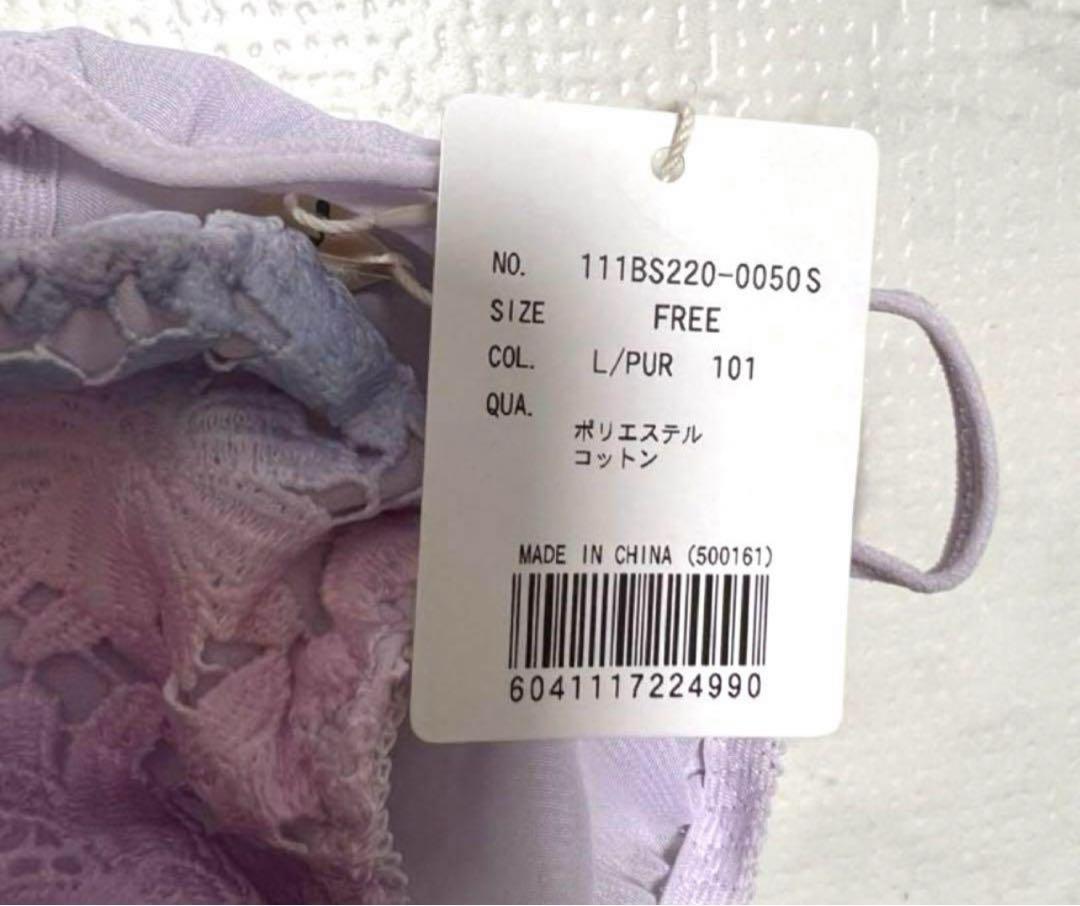 NO. 111BS220-0050S
SIZE FREE
COL. L/PUR 101
QUA.
ポリエステル
コットン
MADE IN CHINA (500161)
6041117224990